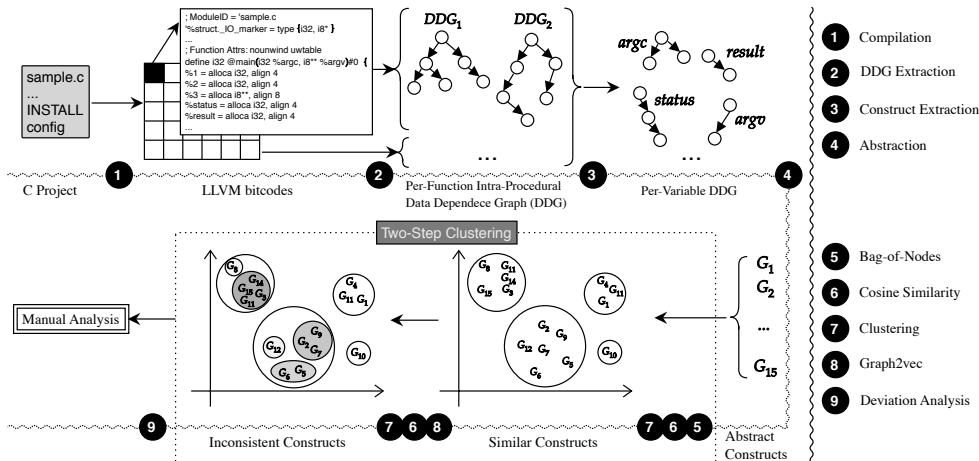 ; ModuleID = 'sample.c
'%struct._IO_marker = type {i32, i8* }
...
; Function Attrs: nounwind uwtable
define i32 @main(i32 %argc, i8** %argv)#0 {
%1 = alloca i32, align 4
%2 = alloca i32, align 4
%3 = alloca i8**, align 8
%status = alloca i32, align 4
%result = alloca i32, align 4
...
sample.c
...
INSTALL
config
DDG1
DDG2
...
argc
result
status
argv
...
C Project
1
LLVM bitcodes
2
Per-Function Intra-Procedural
Data Dependece Graph (DDG)
3
Per-Variable DDG
4
1 Compilation
2 DDG Extraction
3 Construct Extraction
4 Abstraction
5 Bag-of-Nodes
6 Cosine Similarity
7 Clustering
8 Graph2vec
9 Deviation Analysis
Two-Step Clustering
Manual Analysis
G8
G14
G15 G3
G11
G4
G11 G1
G9
G2
G7
G12
G6 G5
G10
G8 G11
G14
G15 G3
G4 G11
G1
G2
G9
G12 G7
G5
G6
G10
G1
G2
...
G15
9
Inconsistent Constructs
7 6 8
Similar Constructs
7 6 5
Abstract
Constructs